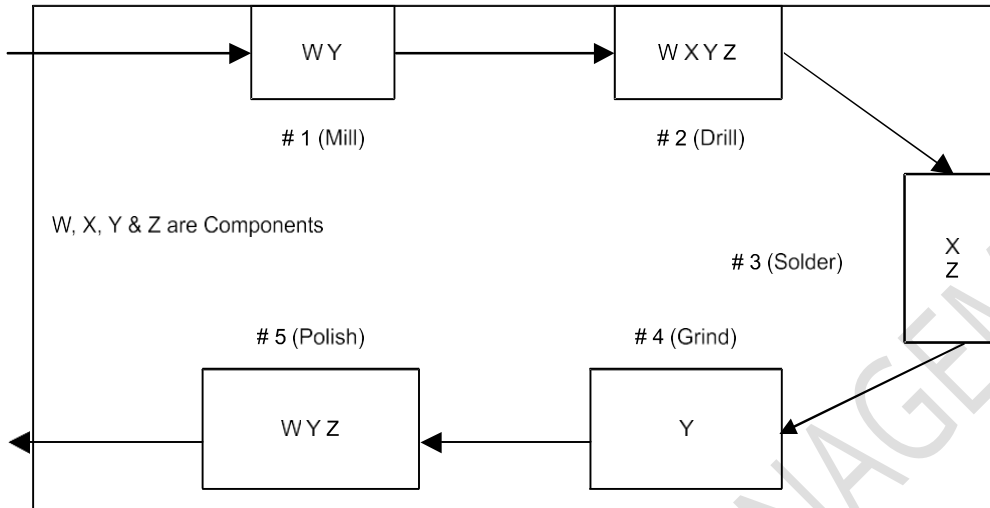 W Y
W X Y Z
# 1 (Mill)
# 2 (Drill)
W, X, Y & Z are Components
# 3 (Solder)
X
Z
# 5 (Polish)
# 4 (Grind)
W Y Z
Y